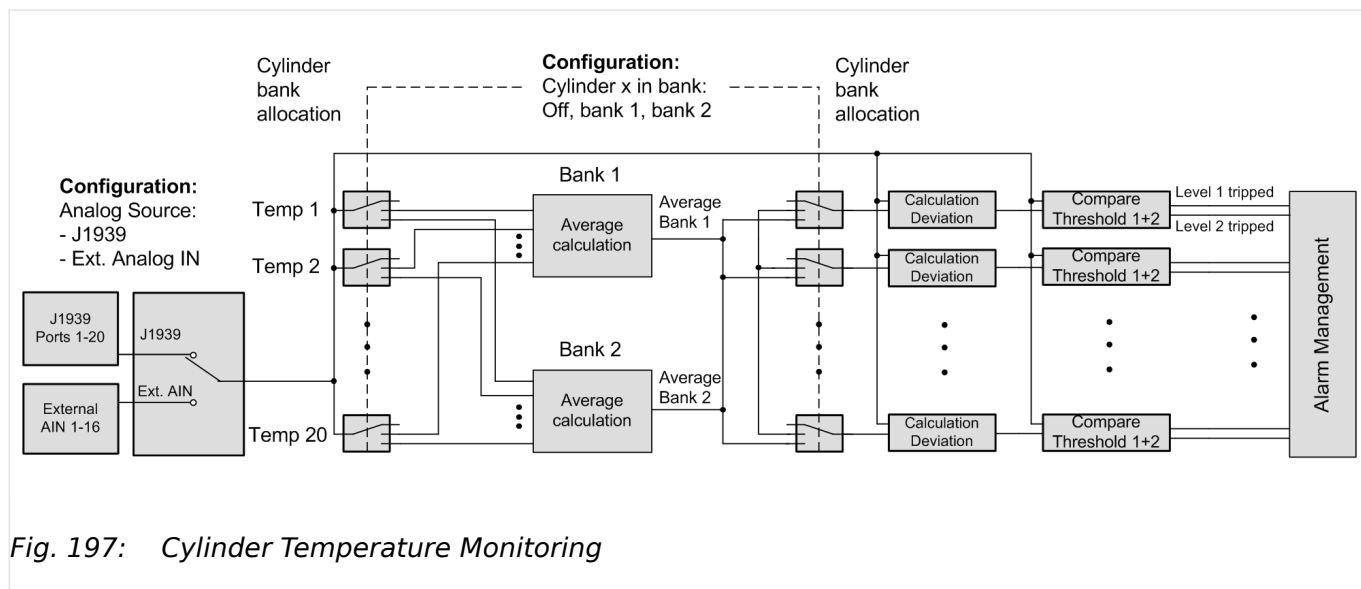 Cylinder
bank
allocation
Configuration:
Cylinder x in bank:
Off, bank 1, bank 2
Cylinder
bank
allocation
Configuration:
Analog Source:
- J1939
- Ext. Analog IN
J1939
Ports 1-20
External
AIN 1-16
J1939
Ext. AIN
Temp 1
Temp 2
Temp 20
Bank 1
Average
calculation
Average
Bank 1
Bank 2
Average
calculation
Average
Bank 2
Calculation
Deviation
Compare
Threshold 1+2
Level 1 tripped
Level 2 tripped
Calculation
Deviation
Compare
Threshold 1+2
Calculation
Deviation
Compare
Threshold 1+2
Alarm Management
Fig. 197: Cylinder Temperature Monitoring